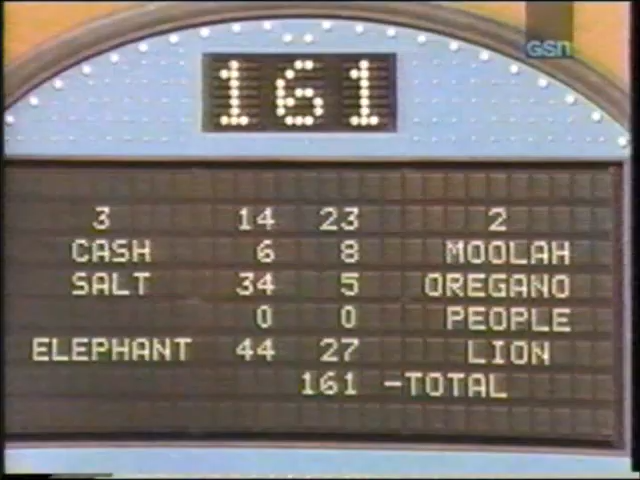 GSN
161
3 14 23 2
CASH 6 8 MOOLAH
SALT 34 5 OREGANO
0 0 PEOPLE
ELEPHANT 44 27 LION
161 -TOTAL